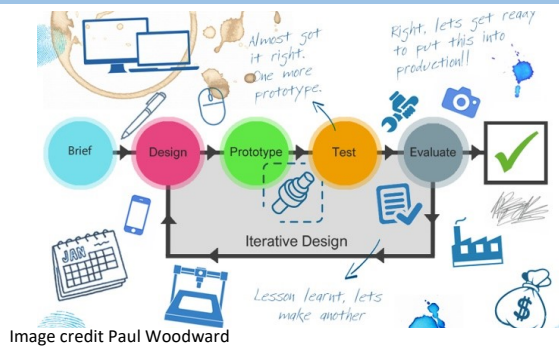 Almost got
it right.
One more
prototype.
Right, lets get ready
to put this into
production!!
Brief
Design
Prototype
Test
Evaluate
Iterative Design
JAN
Lesson learnt, lets
make another
$
Image credit Paul Woodward